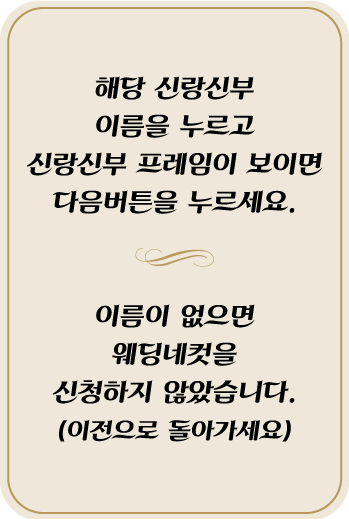 해당 신랑신부
이름을 누르고
신랑신부 프레임이 보이면
다음버튼을 누르세요.
이름이 없으면
웨딩네컷을
신청하지 않았습니다.
(이전으로 돌아가세요)